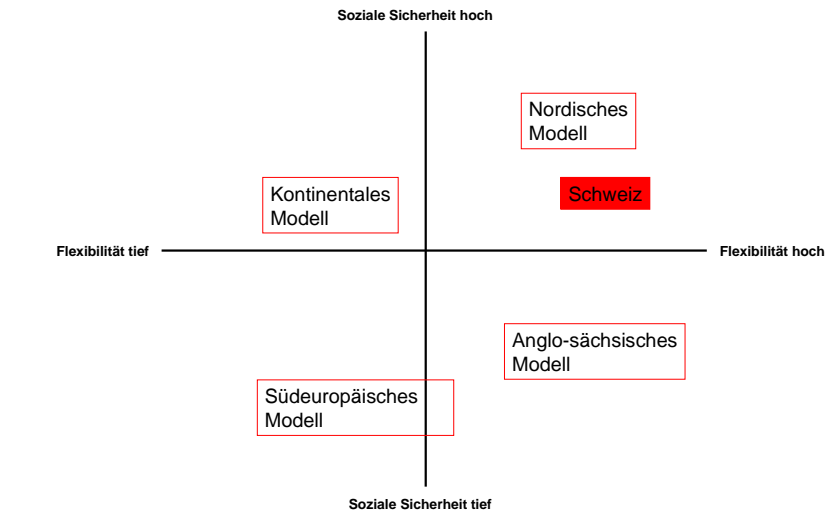 Soziale Sicherheit hoch
Nordisches
Modell
Kontinentales
Modell
Schweiz
Flexibilität tief
Flexibilität hoch
Anglo-sächsisches
Modell
Südeuropäisches
Modell
Soziale Sicherheit tief